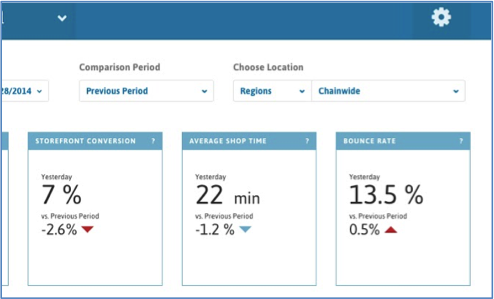 Comparison Period
Choose Location
28/2014
Previous Period
Regions
Chainwide
STOREFRONT CONVERSION ?
Yesterday
7 %
vs. Previous Period
-2.6%
AVERAGE SHOP TIME ?
Yesterday
22 min
vs. Previous Period
-1.2 %
BOUNCE RATE ?
Yesterday
13.5 %
vs. Previous Period
0.5%